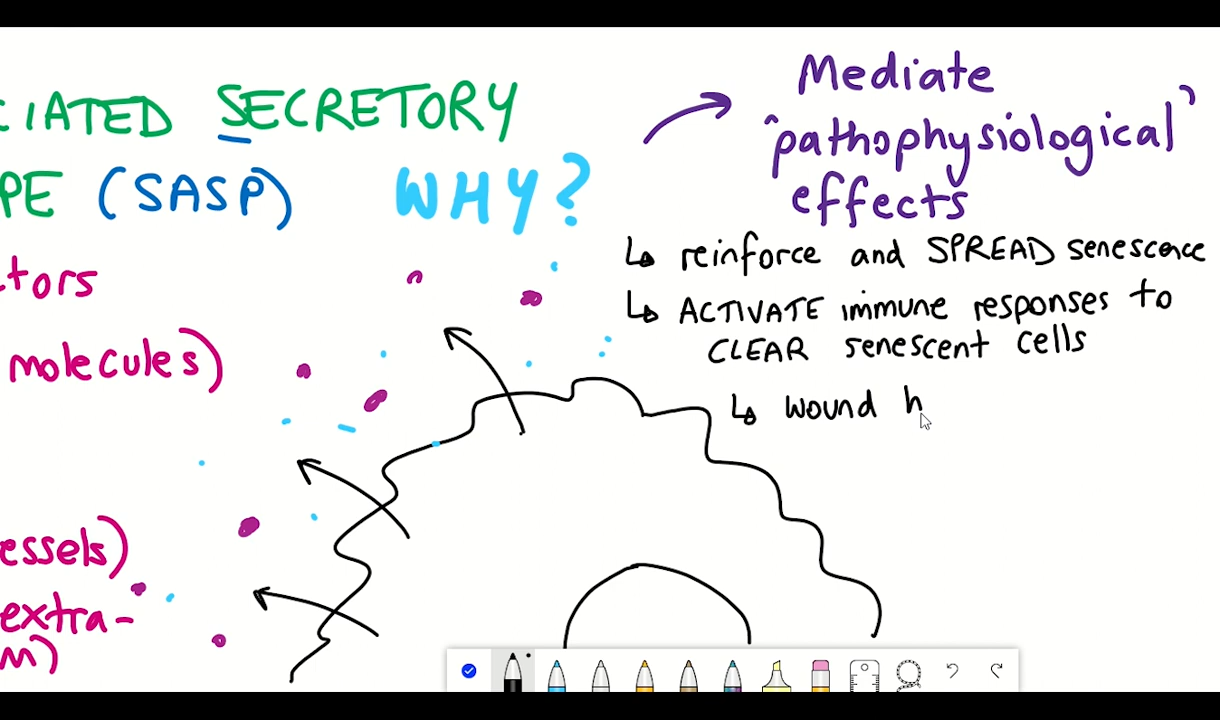 CIATED SECRETORY
PE (SASP)
WHY?
tors
molecules)
essels)
extra-
m)
Mediate
"pathophysiological"
effects
↳ reinforce and SPREAD senescence
↳ ACTIVATE immune responses to
CLEAR senescent cells
↳ wound h